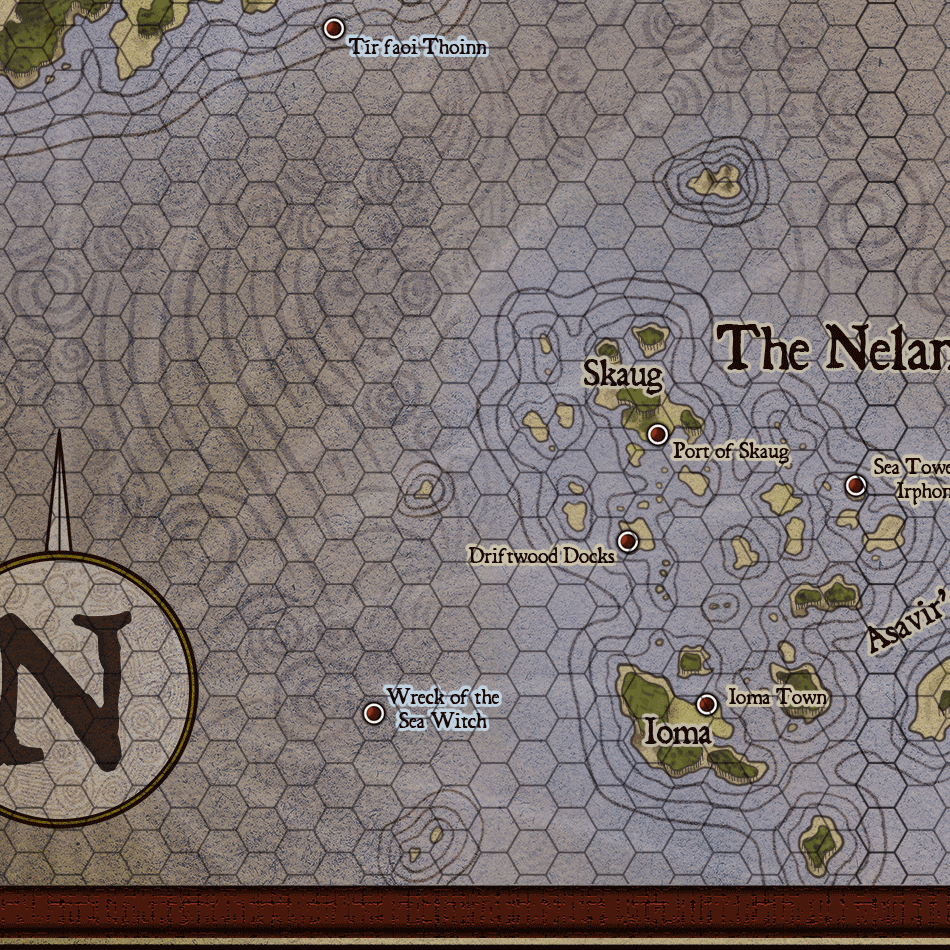 Tír faoi Thoinn
The Nelan
Skaug
Port of Skaug
Sea Towe
Irphon
Driftwood Docks
Asavir'
N
Wreck of the
Sea Witch
Ioma Town
Ioma